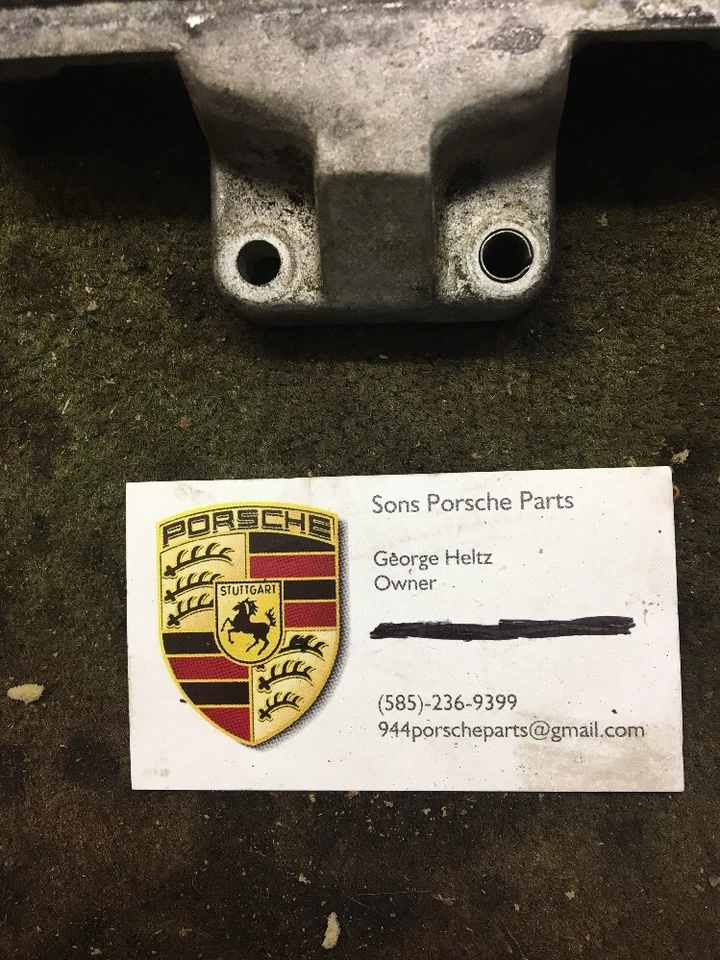 PORSCHE
STUTTGART
Sons Porsche Parts
George Heltz
Owner
(585)-236-9399
944porscheparts@gmail.com